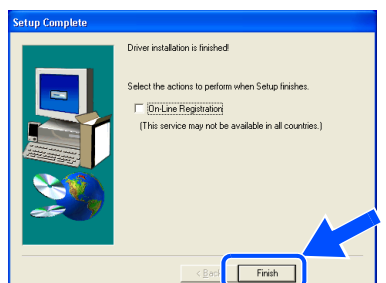 Setup Complete
Driver installation is finished!
Select the actions to perform when Setup finishes.
On-Line Registration
(This service may not be available in all countries.)
< Back Finish